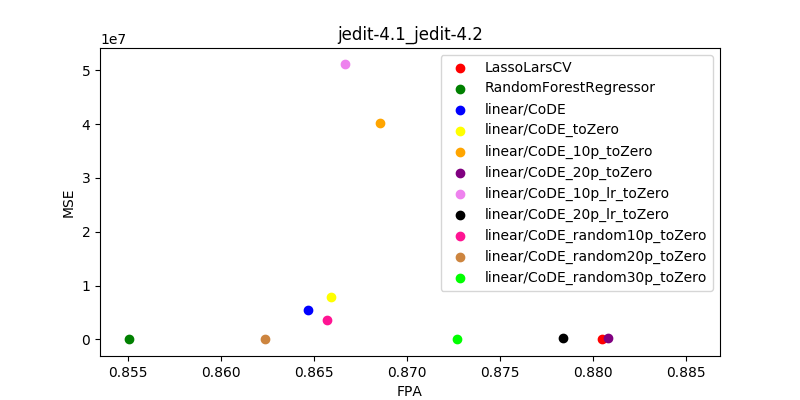 jedit-4.1_jedit-4.2
1e7
5
4
3
2
1
0
MSE
LassoLarsCV
RandomForestRegressor
linear/CoDE
linear/CoDE_toZero
linear/CoDE_10p_toZero
linear/CoDE_20p_toZero
linear/CoDE_10p_lr_toZero
linear/CoDE_20p_lr_toZero
linear/CoDE_random10p_toZero
linear/CoDE_random20p_toZero
linear/CoDE_random30p_toZero
0.855 0.860 0.865 0.870 0.875 0.880 0.885
FPA